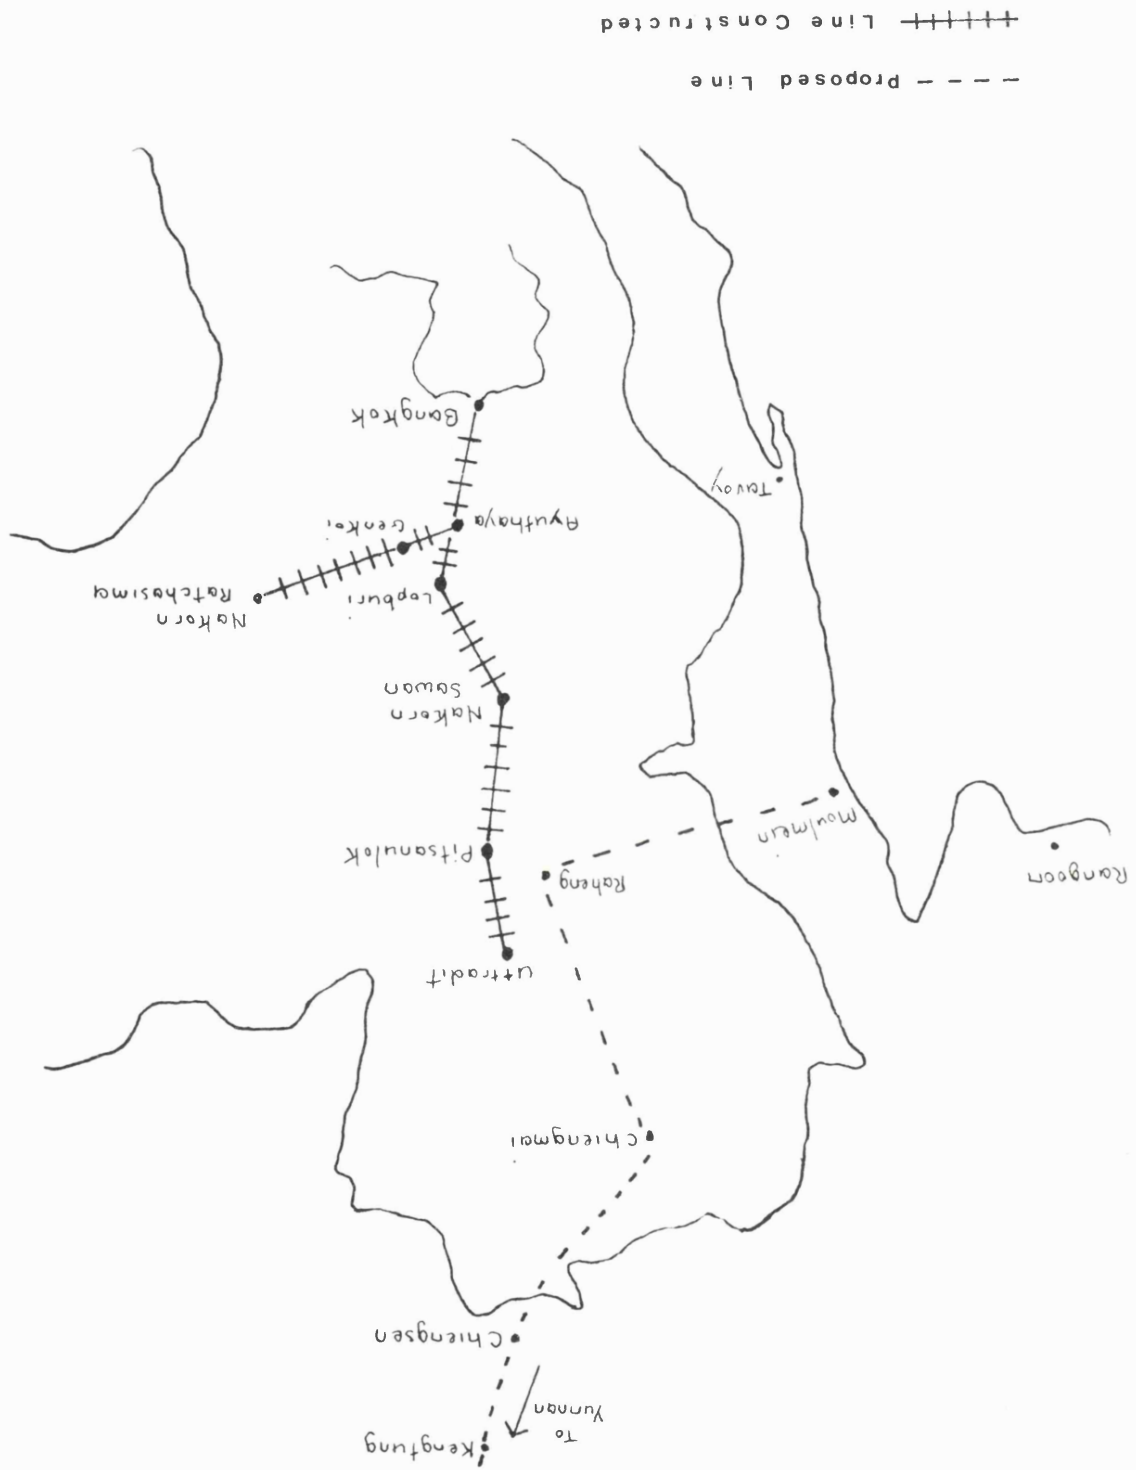 To
Yunnan
Kengtung
Chiengsen
Chiengmai
Uttradit
Raheng
Pitsanulok
Rangoon
Moulmein
Nakorn
Sawan
Nakorn
Ratchasima
Lopburi
Genkoi
Ayuthaya
Tavoy
Bangkok
Proposed Line
Line Constructed